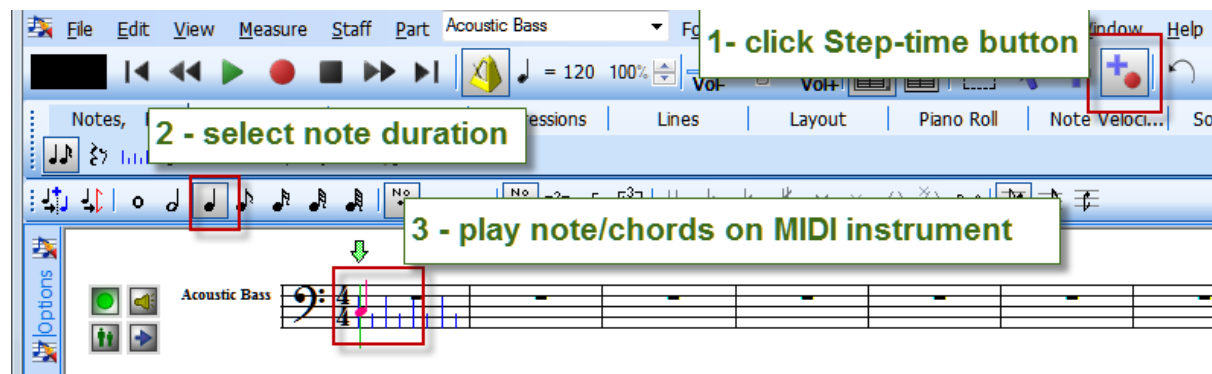 File Edit View Measure Staff Part Acoustic Bass Window Help
1- click Step-time button
= 120 100% Vol- Vol+
Notes, Lines Layout Piano Roll Note Veloci...
2 - select note duration
3 - play note/chords on MIDI instrument
Options
Acoustic Bass
4
4